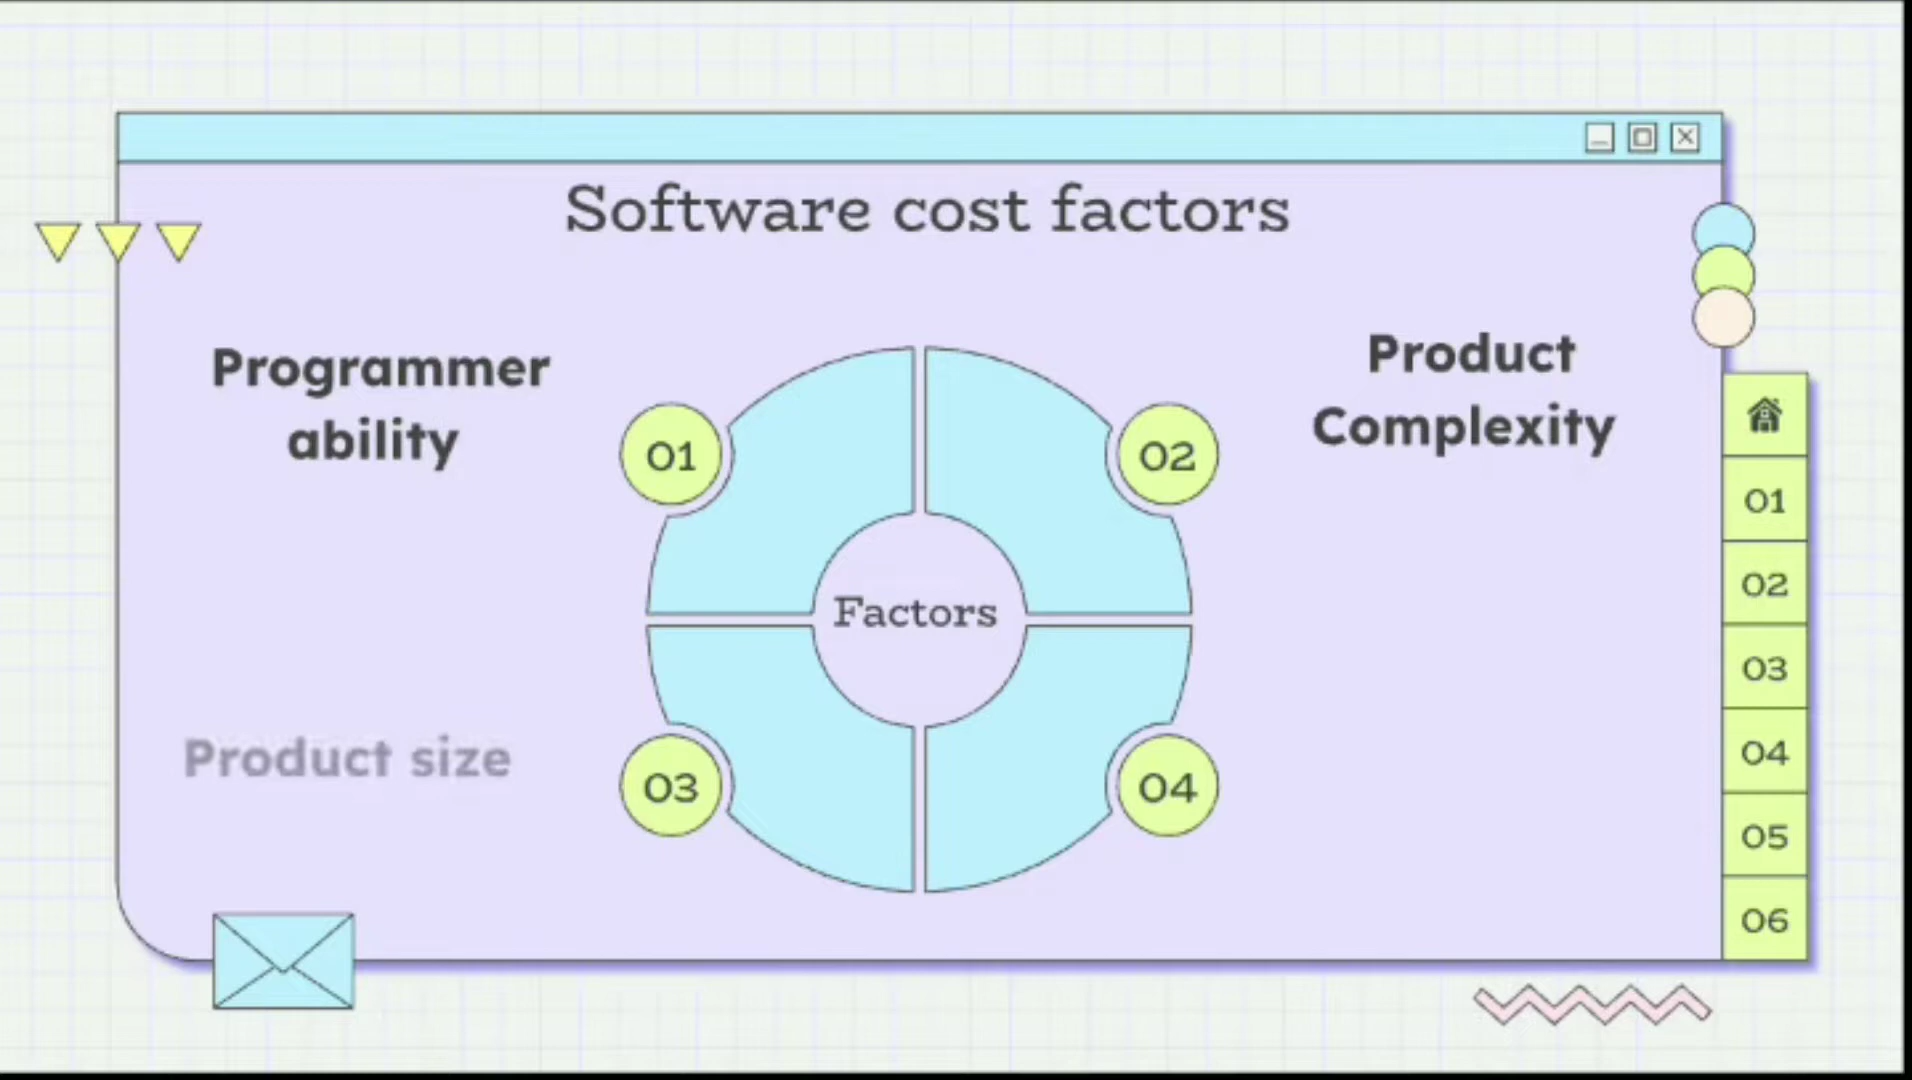 Software cost factors
Programmer
ability
Product
Complexity
01
02
Factors
Product size
03
04
01
02
03
04
05
06